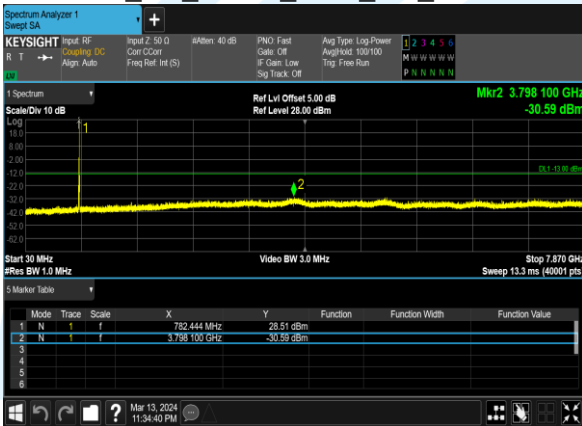 Spectrum Analyzer 1
Swept SA
+
KEYSIGHT Input: RF Input Z: 50 Ω #Atten: 40 dB PNO: Fast Avg Type: Log-Power 1 2 3 4 5 6
R T Coupling: DC Corr CCorr Gate: Off Avg|Hold: 100/100 M W W W W W
Align: Auto Freq Ref: Int (S) IF Gain: Low Trig: Free Run
LU Sig Track: Off P N N N N N
1 Spectrum Ref Lvl Offset 5.00 dB Mkr2 3.798 100 GHz
Scale/Div 10 dB Ref Level 28.00 dBm -30.59 dBm
Log
1
18.0
8.00
-2.00
-12.0 DL1 -13.00 dBm
-22.0 2
-32.0
-42.0
-52.0
-62.0
Start 30 MHz Video BW 3.0 MHz Stop 7.870 GHz
#Res BW 1.0 MHz Sweep 13.3 ms (40001 pts
5 Marker Table
Mode Trace Scale X Y Function Function Width Function Value
1 N 1 f 782.444 MHz 28.51 dBm
2 N 1 f 3.798 100 GHz -30.59 dBm
3
4
5
6
? Mar 13, 2024
11:34:40 PM